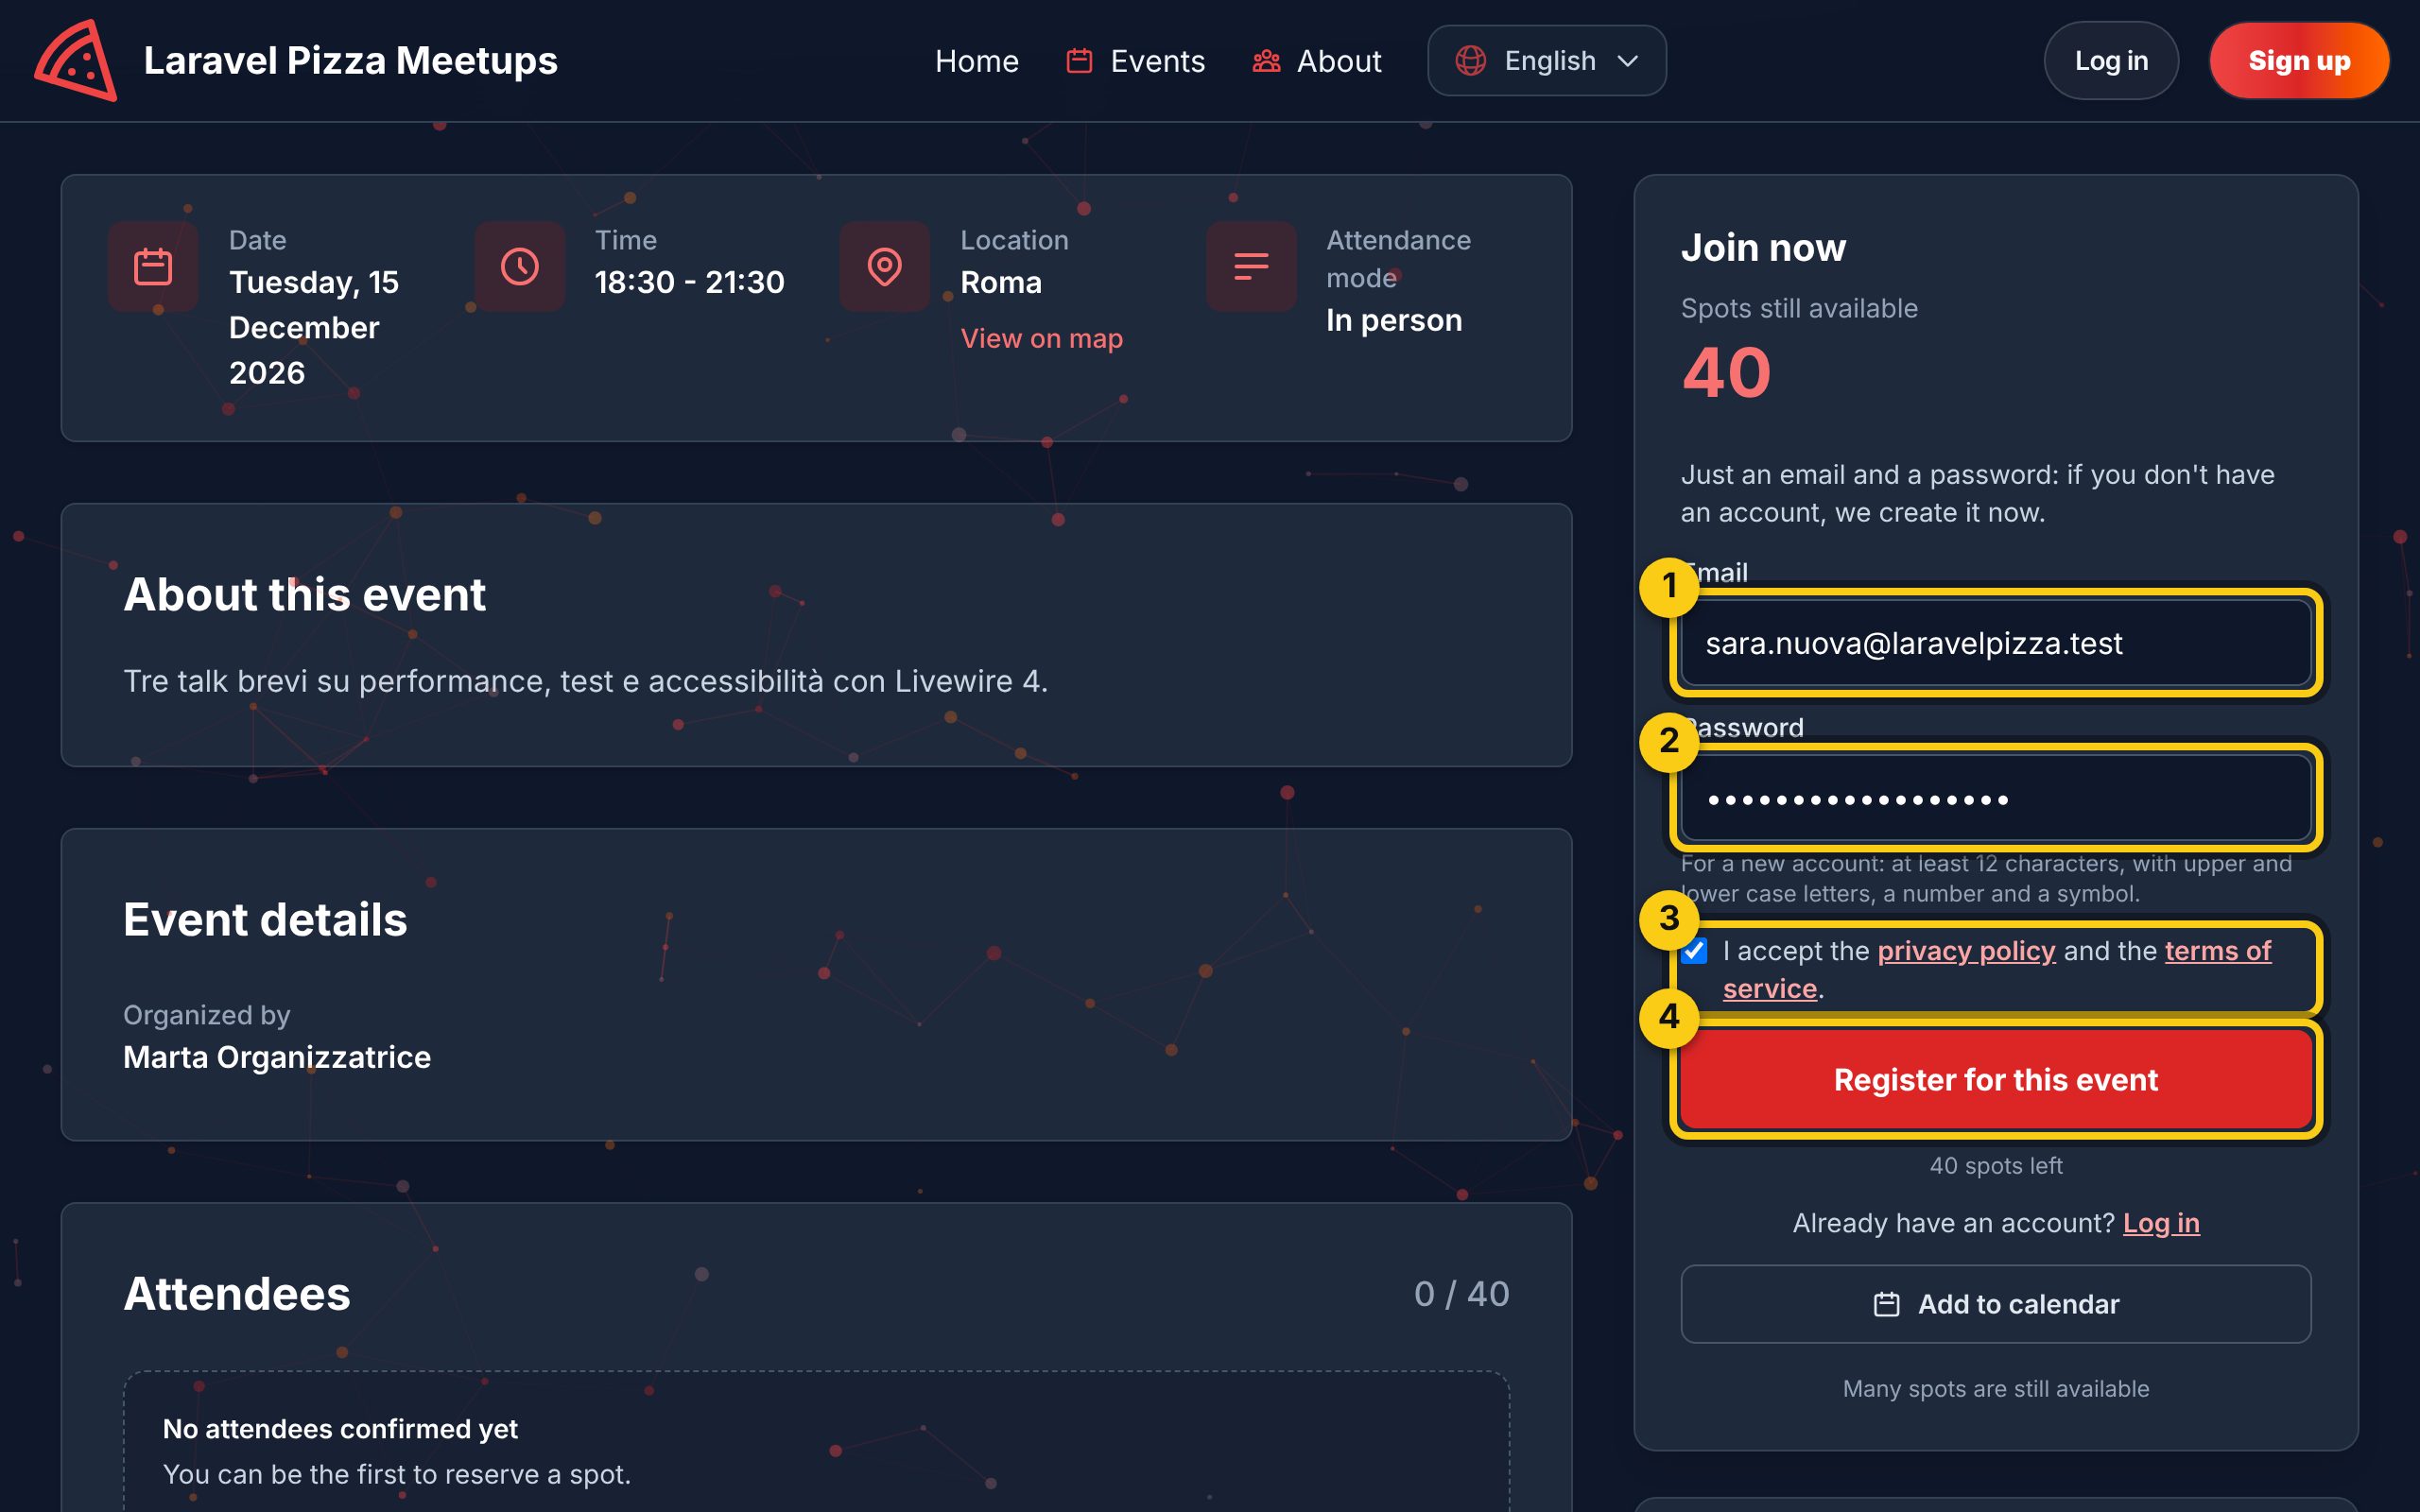 Laravel Pizza Meetups
Home
Events
About
English
Log in
Sign up
Date
Tuesday, 15
December
2026
Time
18:30 - 21:30
Location
Roma
View on map
Attendance
mode
In person
About this event
Tre talk brevi su performance, test e accessibilità con Livewire 4.
Event details
Organized by
Marta Organizzatrice
Attendees
0 / 40
No attendees confirmed yet
You can be the first to reserve a spot.
Join now
Spots still available
40
Just an email and a password: if you don't have
an account, we create it now.
Email
1
sara.nuova@laravelpizza.test
Password
2
••••••••••••••••••
For a new account: at least 12 characters, with upper and
lower case letters, a number and a symbol.
3
I accept the privacy policy and the terms of
service.
4
Register for this event
40 spots left
Already have an account? Log in
Add to calendar
Many spots are still available